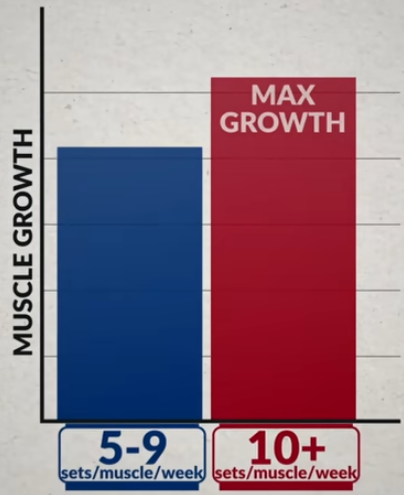 MAX
GROWTH
MUSCLE GROWTH
5-9
sets/muscle/week
10+
sets/muscle/week